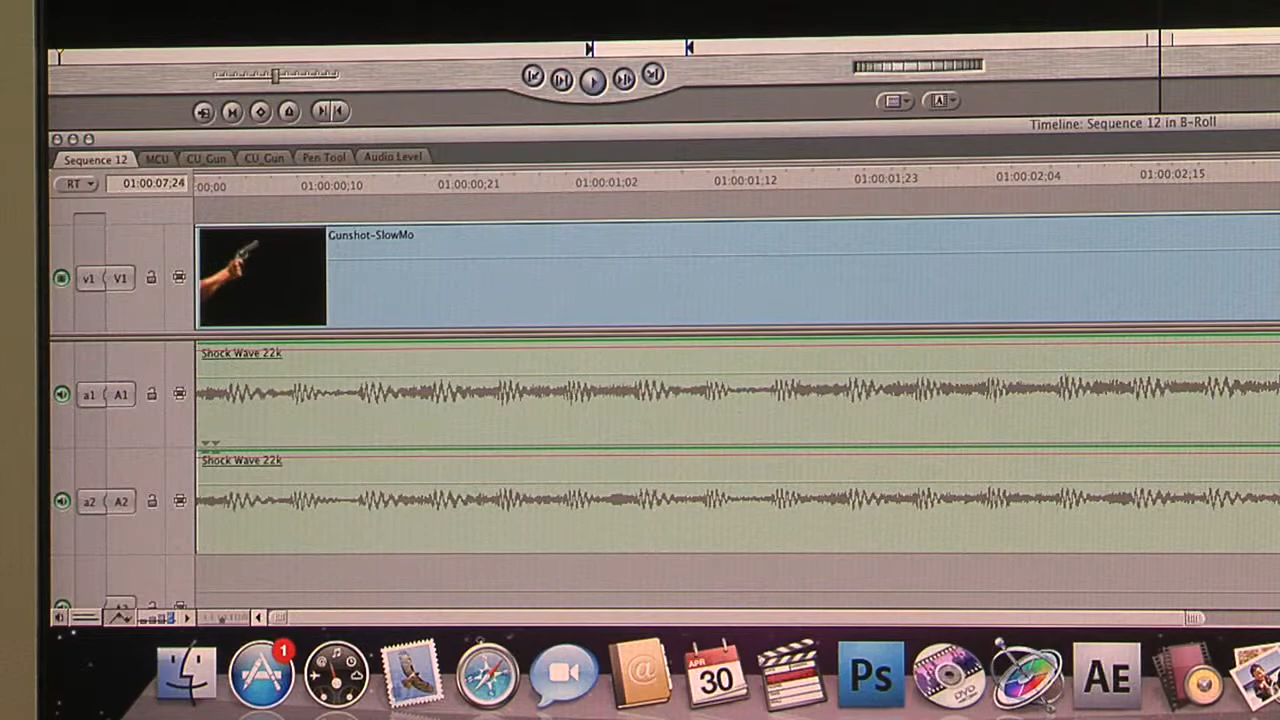 Timeline: Sequence 12 in B-Roll
Sequence 12 MCU CU_Gun CU_Gun Pen Tool Audio Level
RT 01:00:07;24 :00;00 01:00:00;10 01:00:00;21 01:00:01;02 01:00:01;12 01:00:01;23 01:00:02;04 01:00:02;15
Gunshot-SlowMo
v1 V1
Shock Wave 22k
a1 A1
Shock Wave 22k
a2 A2
A3
1
APR
30
@
Ps
DVD
AE